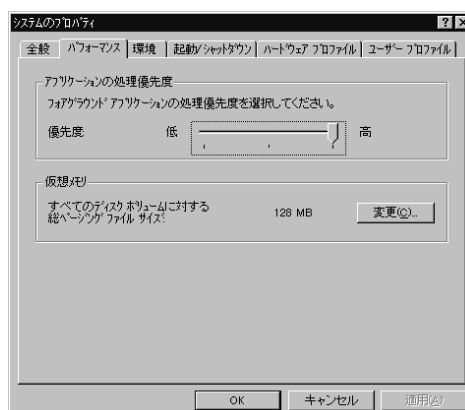 システムのプロパティ
全般 パフォーマンス 環境 起動/シャットダウン ハードウェア プロファイル ユーザー プロファイル
アプリケーションの処理優先度
フォアグラウンド アプリケーションの処理優先度を選択してください。
優先度 低 高
仮想メモリ
すべてのディスク ボリュームに対する
総ページング ファイル サイズ: 128 MB 変更(C)...
OK キャンセル 適用(A)